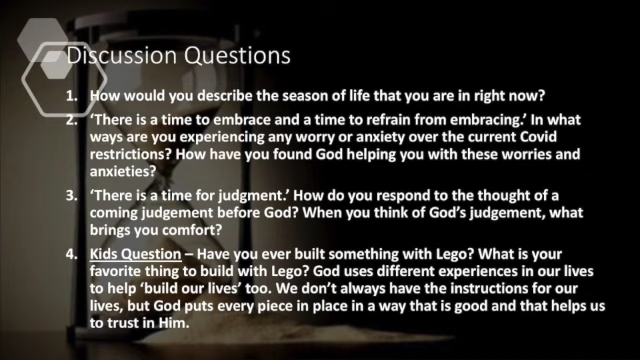 Discussion Questions
1. How would you describe the season of life that you are in right now?
2. ‘There is a time to embrace and a time to refrain from embracing.’ In what
ways are you experiencing any worry or anxiety over the current Covid
restrictions? How have you found God helping you with these worries and
anxieties?
3. ‘There is a time for judgment.’ How do you respond to the thought of a
coming judgement before God? When you think of God’s judgement, what
brings you comfort?
4. Kids Question – Have you ever built something with Lego? What is your
favorite thing to build with Lego? God uses different experiences in our lives
to help ‘build our lives’ too. We don’t always have the instructions for our
lives, but God puts every piece in place in a way that is good and that helps us
to trust in Him.